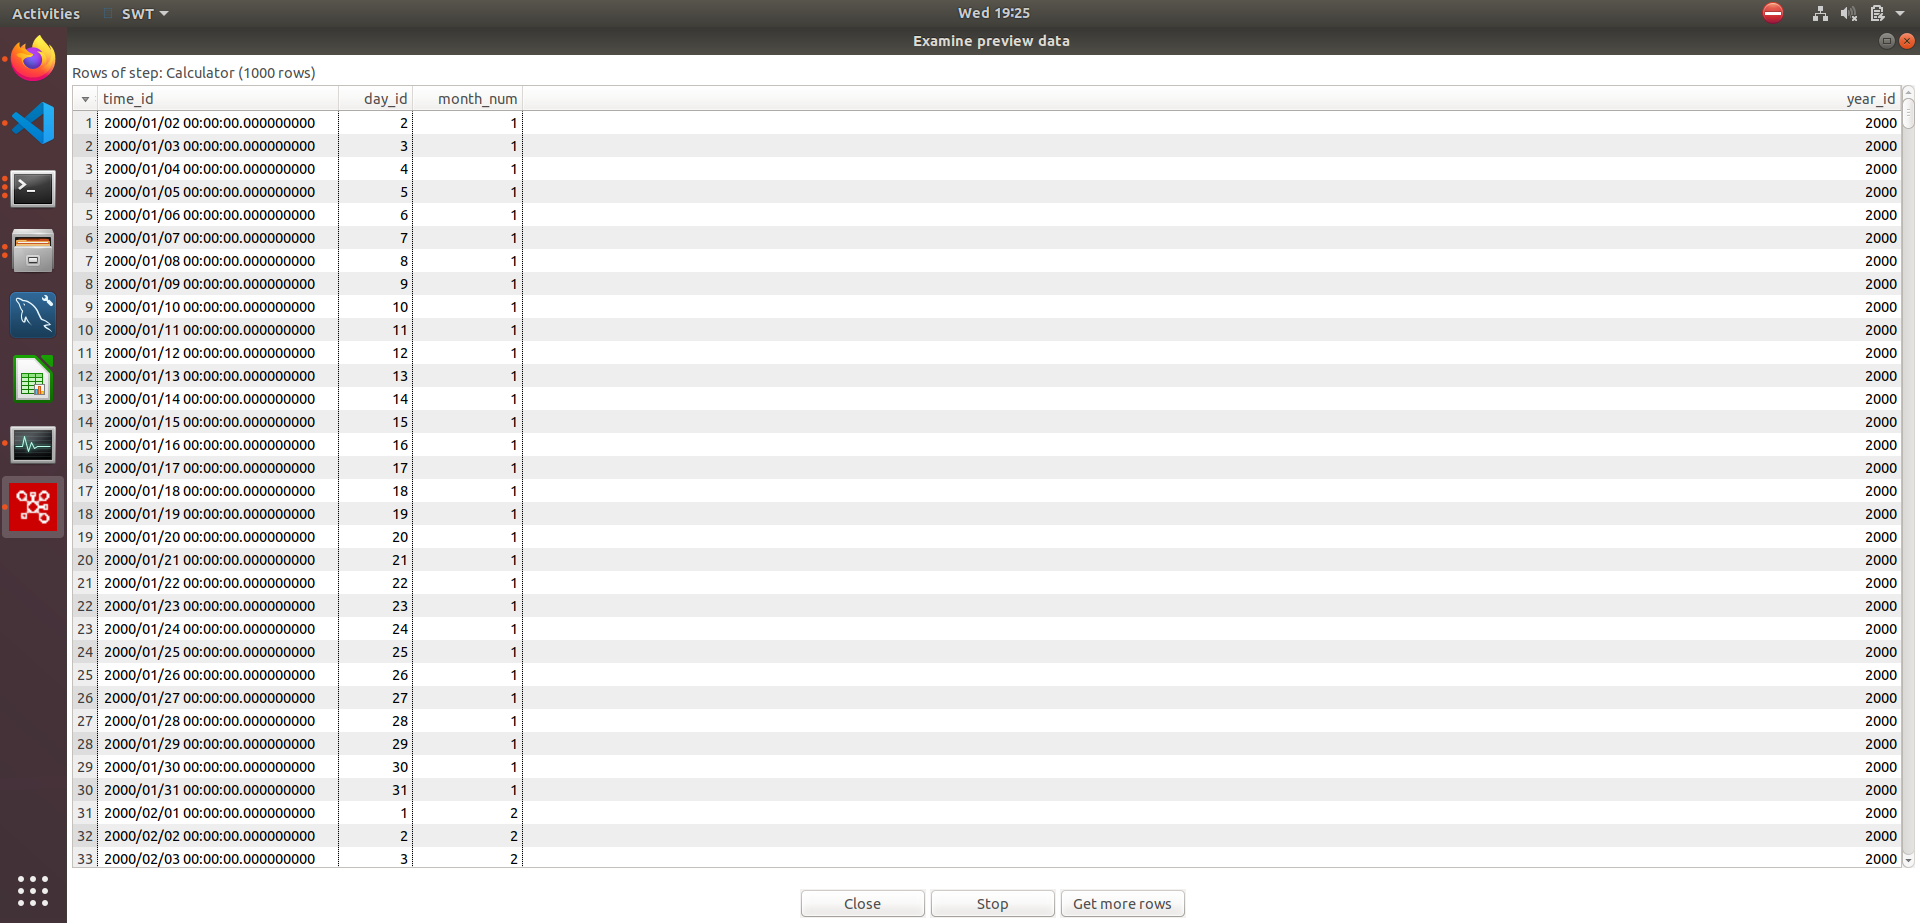 Activities SWT Wed 19:25
Examine preview data
Rows of step: Calculator (1000 rows)
time_id day_id month_num year_id
1 2000/01/02 00:00:00.000000000 2 1 2000
2 2000/01/03 00:00:00.000000000 3 1 2000
3 2000/01/04 00:00:00.000000000 4 1 2000
4 2000/01/05 00:00:00.000000000 5 1 2000
5 2000/01/06 00:00:00.000000000 6 1 2000
6 2000/01/07 00:00:00.000000000 7 1 2000
7 2000/01/08 00:00:00.000000000 8 1 2000
8 2000/01/09 00:00:00.000000000 9 1 2000
9 2000/01/10 00:00:00.000000000 10 1 2000
10 2000/01/11 00:00:00.000000000 11 1 2000
11 2000/01/12 00:00:00.000000000 12 1 2000
12 2000/01/13 00:00:00.000000000 13 1 2000
13 2000/01/14 00:00:00.000000000 14 1 2000
14 2000/01/15 00:00:00.000000000 15 1 2000
15 2000/01/16 00:00:00.000000000 16 1 2000
16 2000/01/17 00:00:00.000000000 17 1 2000
17 2000/01/18 00:00:00.000000000 18 1 2000
18 2000/01/19 00:00:00.000000000 19 1 2000
19 2000/01/20 00:00:00.000000000 20 1 2000
20 2000/01/21 00:00:00.000000000 21 1 2000
21 2000/01/22 00:00:00.000000000 22 1 2000
22 2000/01/23 00:00:00.000000000 23 1 2000
23 2000/01/24 00:00:00.000000000 24 1 2000
24 2000/01/25 00:00:00.000000000 25 1 2000
25 2000/01/26 00:00:00.000000000 26 1 2000
26 2000/01/27 00:00:00.000000000 27 1 2000
27 2000/01/28 00:00:00.000000000 28 1 2000
28 2000/01/29 00:00:00.000000000 29 1 2000
29 2000/01/30 00:00:00.000000000 30 1 2000
30 2000/01/31 00:00:00.000000000 31 1 2000
31 2000/02/01 00:00:00.000000000 1 2 2000
32 2000/02/02 00:00:00.000000000 2 2 2000
33 2000/02/03 00:00:00.000000000 3 2 2000
Close Stop Get more rows